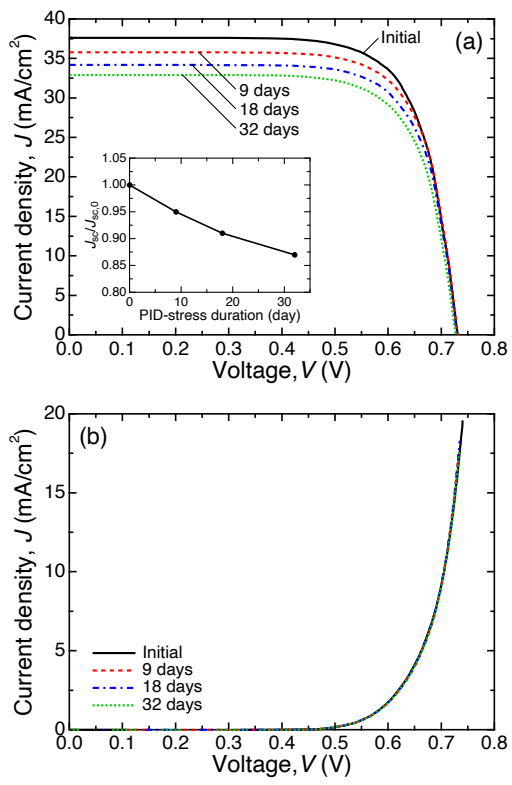 (a)
Initial
9 days
18 days
32 days
Current density, J (mA/cm²)
40
35
30
25
20
15
10
5
0
0.0 0.1 0.2 0.3 0.4 0.5 0.6 0.7 0.8
Voltage, V (V)
Jsc/Jsc,0
1.05
1.00
0.95
0.90
0.85
0.80
0 10 20 30
PID-stress duration (day)
(b)
Current density, J (mA/cm²)
20
15
10
5
0
Initial
9 days
18 days
32 days
0.0 0.1 0.2 0.3 0.4 0.5 0.6 0.7 0.8
Voltage, V (V)